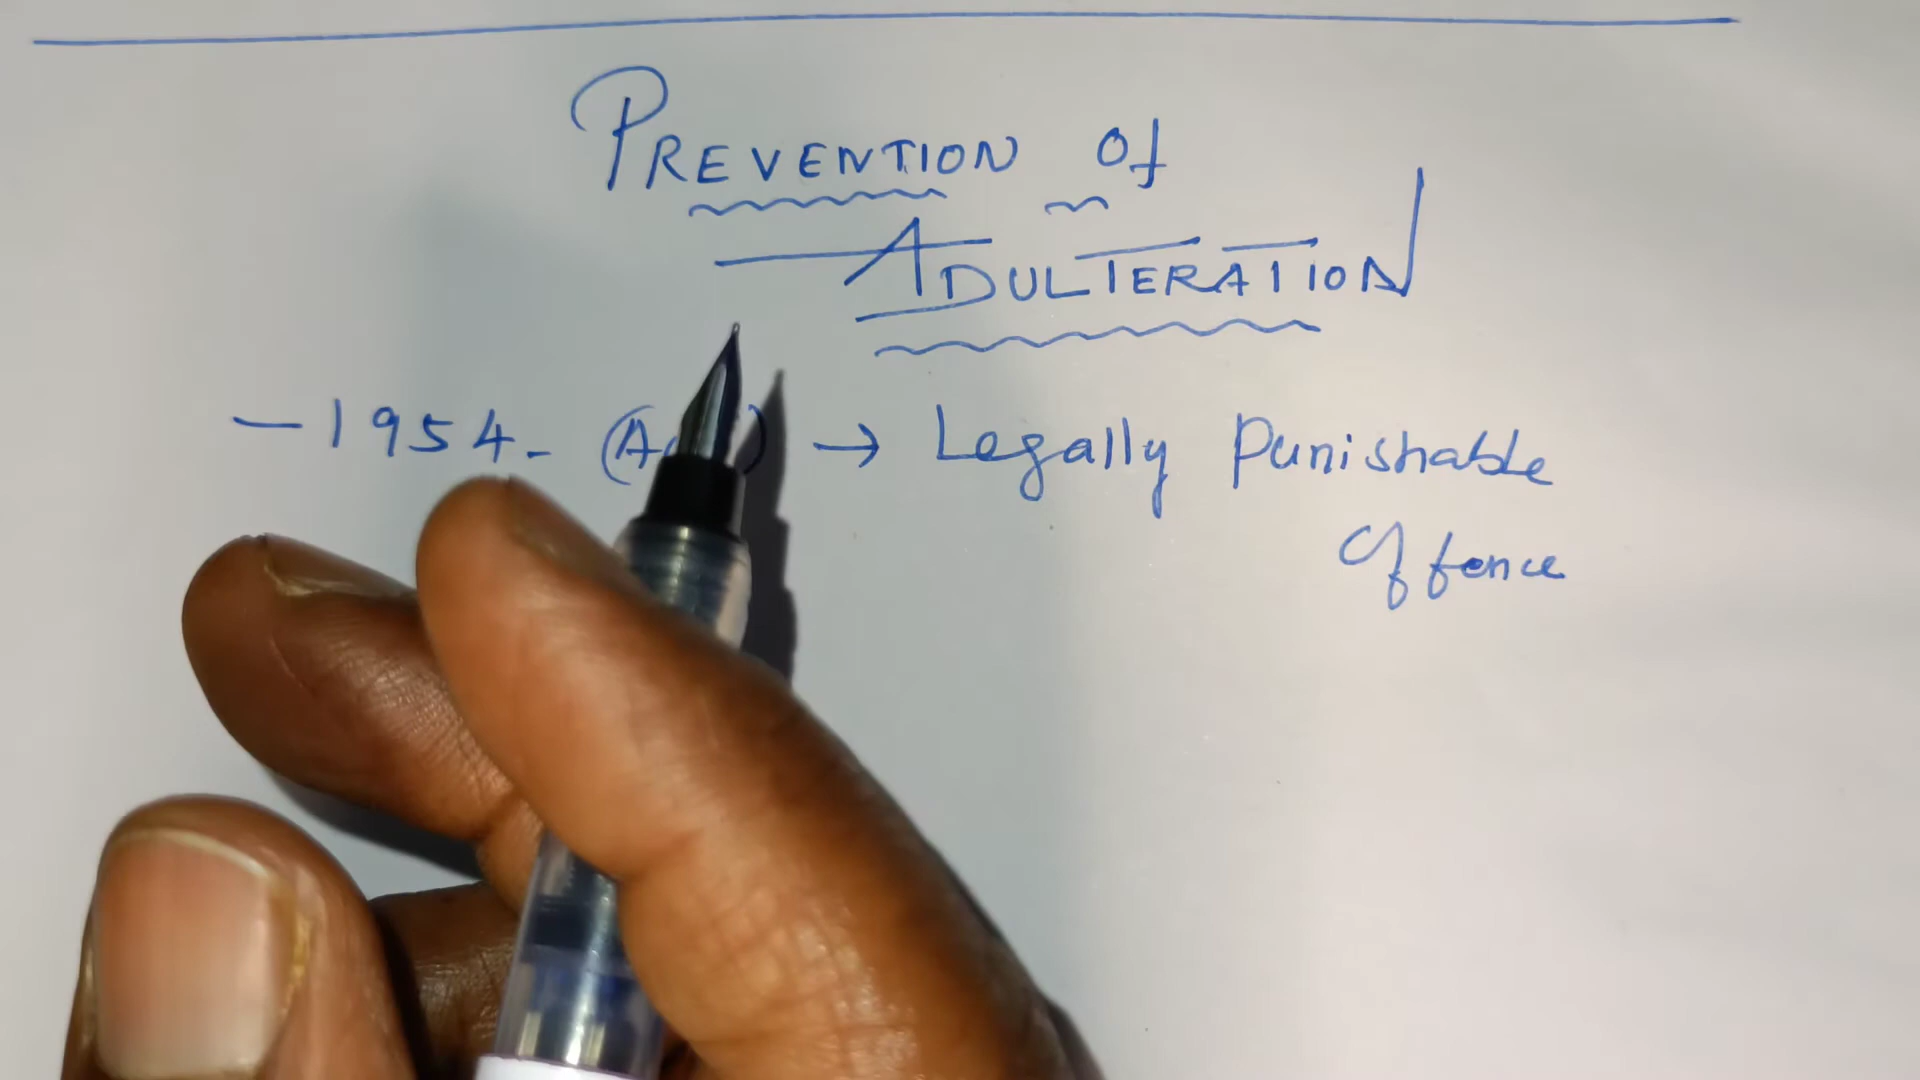 PREVENTION Of
ADULTERATION
- 1954 - → Legally Punishable
Offence